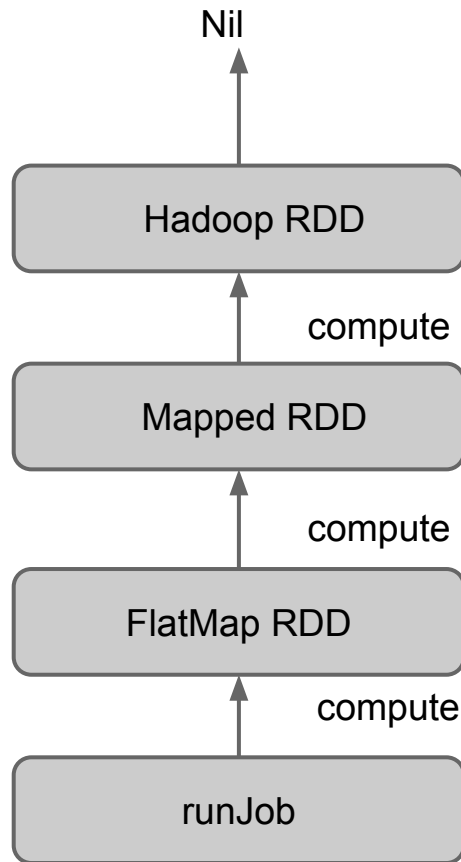 Nil
Hadoop RDD
compute
Mapped RDD
compute
FlatMap RDD
compute
runJob